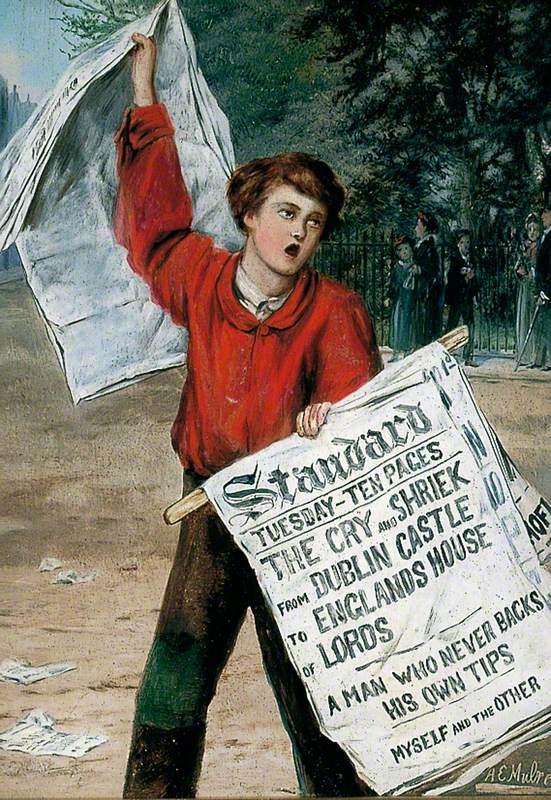 Standard
TUESDAY-TEN PAGES
THE CRY AND SHRIEK
FROM DUBLIN CASTLE
TO ENGLANDS HOUSE
OF LORDS
A MAN WHO NEVER BACKS
HIS OWN TIPS
MYSELF AND THE OTHER